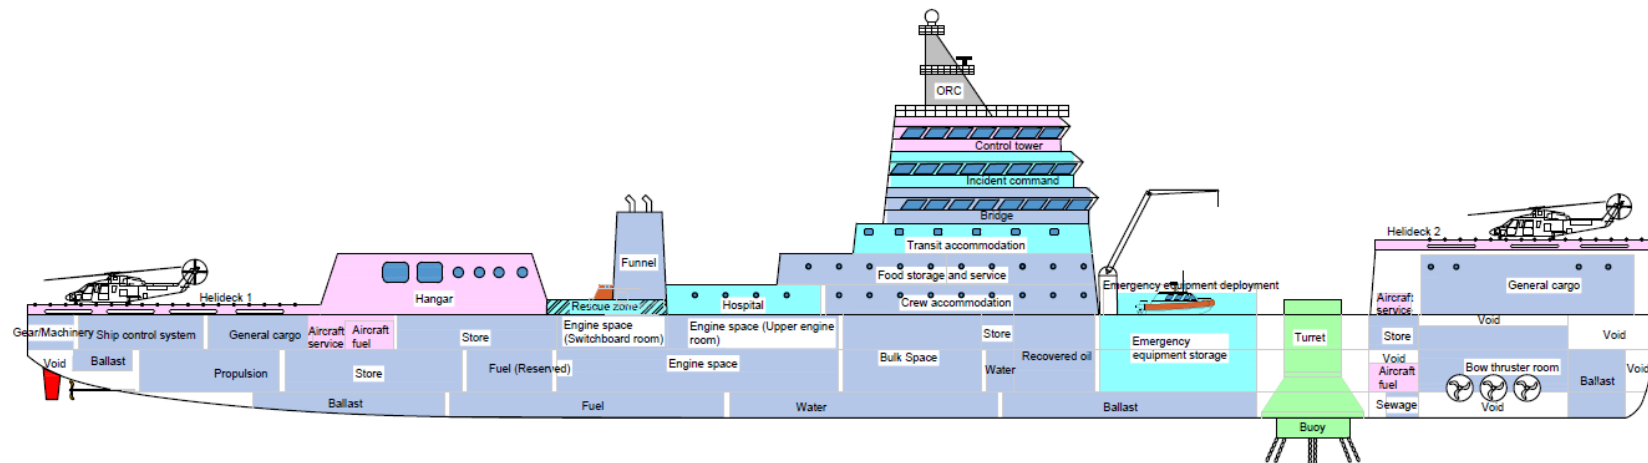 ORC
Control tower
Incident command
Bridge
Transit accommodation
Helideck 2
Funnel
Food storage and service
General cargo
Emergency equipment deployment
Helideck 1
Hangar
Rescue zone
Hospital
Crew accommodation
Aircraft
service
Gear/Machinery
Ship control system
General cargo
Aircraft
service
Aircraft
fuel
Store
Engine space
(Switchboard room)
Engine space (Upper engine
room)
Store
Emergency
equipment storage
Turret
Store
Void
Void
Void
Ballast
Propulsion
Store
Fuel (Reserved)
Engine space
Bulk Space
Water
Recovered oil
Void
Aircraft
fuel
Bow thruster room
Ballast
Void
Ballast
Fuel
Water
Ballast
Sewage
Void
Buoy